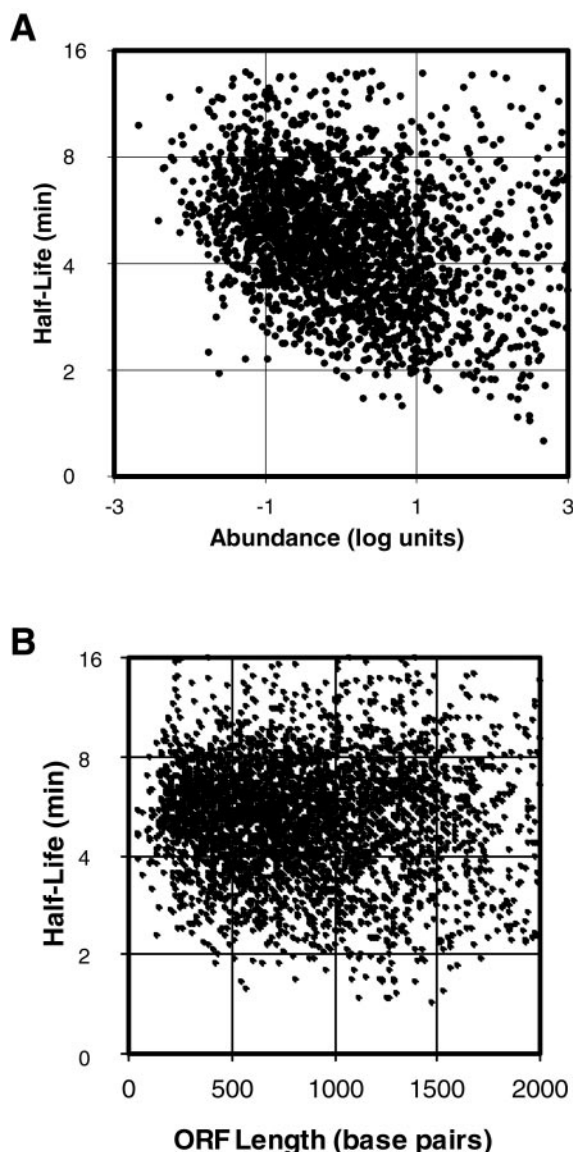 A
16
8
4
2
0
Half-Life (min)
-3 -1 1 3
Abundance (log units)
B
16
8
4
2
0
Half-Life (min)
0 500 1000 1500 2000
ORF Length (base pairs)